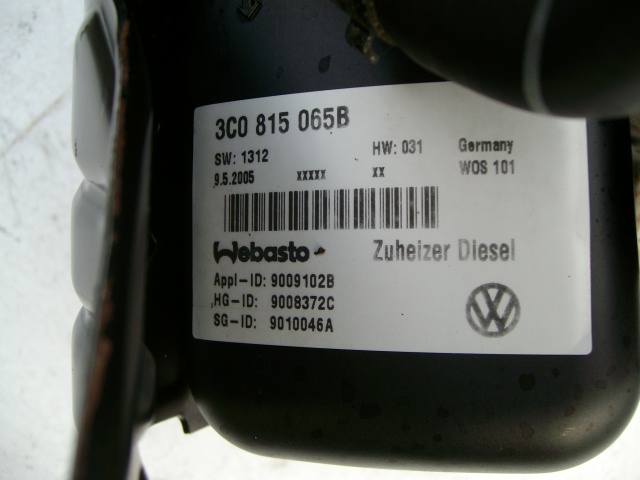 3C0 815 065B
SW: 1312 HW: 031 Germany
9.5.2005 xxxxx xx WOS 101
Webasto Zuheizer Diesel
Appl-ID: 9009102B
HG-ID: 9008372C
SG-ID: 9010046A
VW